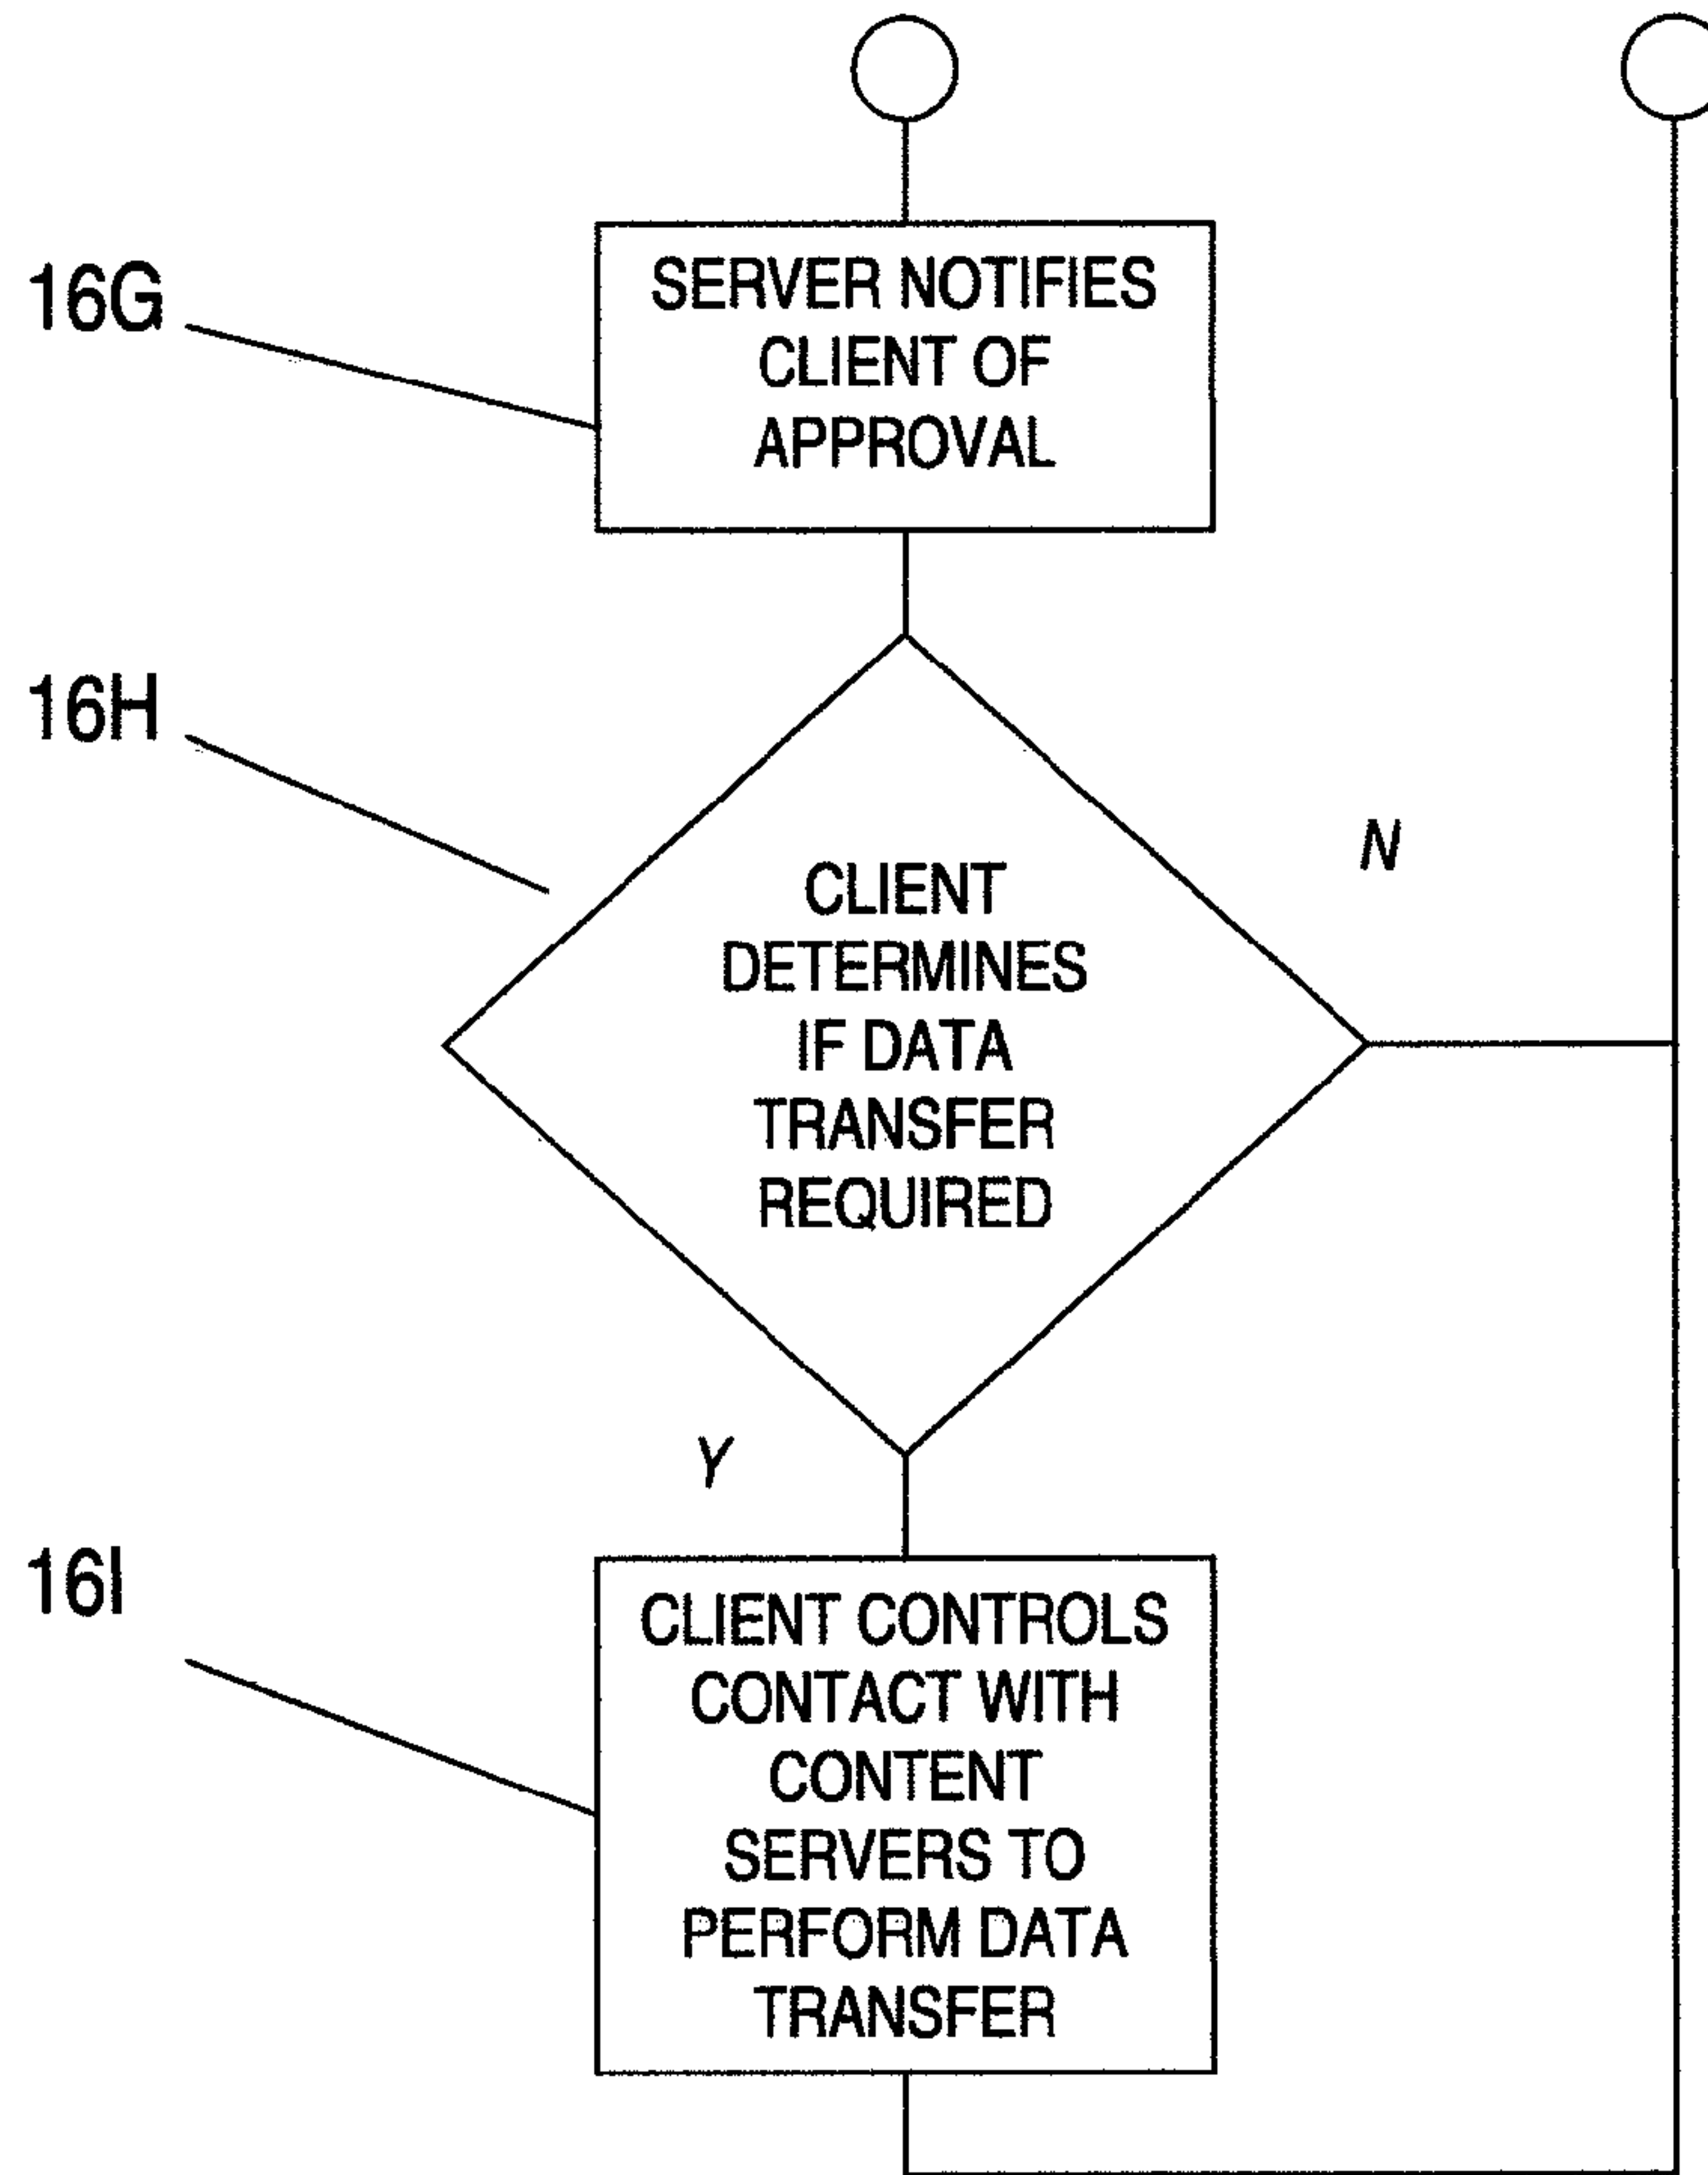 16G
SERVER NOTIFIES
CLIENT OF
APPROVAL
16H
N
CLIENT
DETERMINES
IF DATA
TRANSFER
REQUIRED
Y
16I
CLIENT CONTROLS
CONTACT WITH
CONTENT
SERVERS TO
PERFORM DATA
TRANSFER